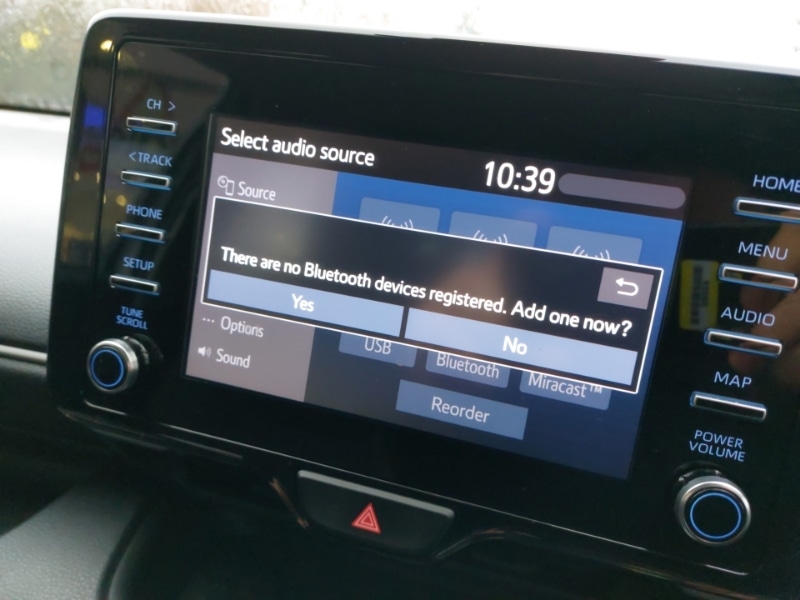 CH >
< TRACK
PHONE
SETUP
TUNE
SCROLL
Select audio source
10:39
Source
There are no Bluetooth devices registered. Add one now?
Yes
No
Options
Sound
USB
Bluetooth
Miracast™
Reorder
HOME
MENU
AUDIO
MAP
POWER
VOLUME